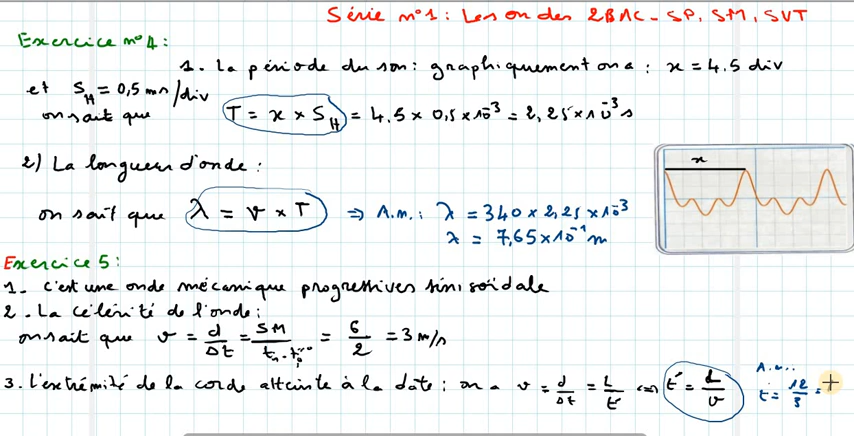 Série n°1 : Les ondes 2BAC - SP, SM, SVT
Exercice n°4 :
1. La période du son : graphiquement on a : x = 4.5 div
et S_H = 0,5 ms/div
on sait que T = x × S_H = 4.5 × 0,5×10^-3 = 2,25×10^-3 s
x
2) La longueur d'onde :
on sait que λ = v × T ⇒ A.N. : λ = 340 × 2,25×10^-3
λ = 7,65×10^-1 m
Exercice 5 :
1. C'est une onde mécanique progressives sinisoïdale
2. La célérité de l'onde :
on sait que v = d/Δt = SM/t₁-t₀ = 6/2 = 3 m/s
3. L'extrémité de la corde atteinte à la date : on a v = d/Δt = L/t' ⇔ t' = L/v
t' = 12/3 =